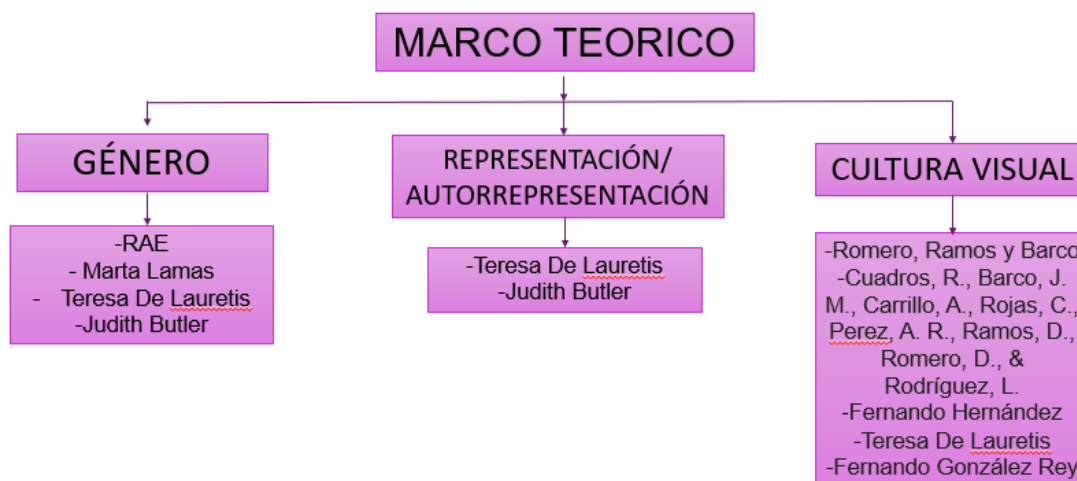 MARCO TEORICO
GÉNERO
-RAE
- Marta Lamas
- Teresa De Lauretis
-Judith Butler
REPRESENTACIÓN/
AUTORREPRESENTACIÓN
-Teresa De Lauretis
-Judith Butler
CULTURA VISUAL
-Romero, Ramos y Barco
-Cuadros, R., Barco, J.
M., Carrillo, A., Rojas, C.,
Perez, A. R., Ramos, D.,
Romero, D., &
Rodríguez, L.
-Fernando Hernández
-Teresa De Lauretis
-Fernando González Rey